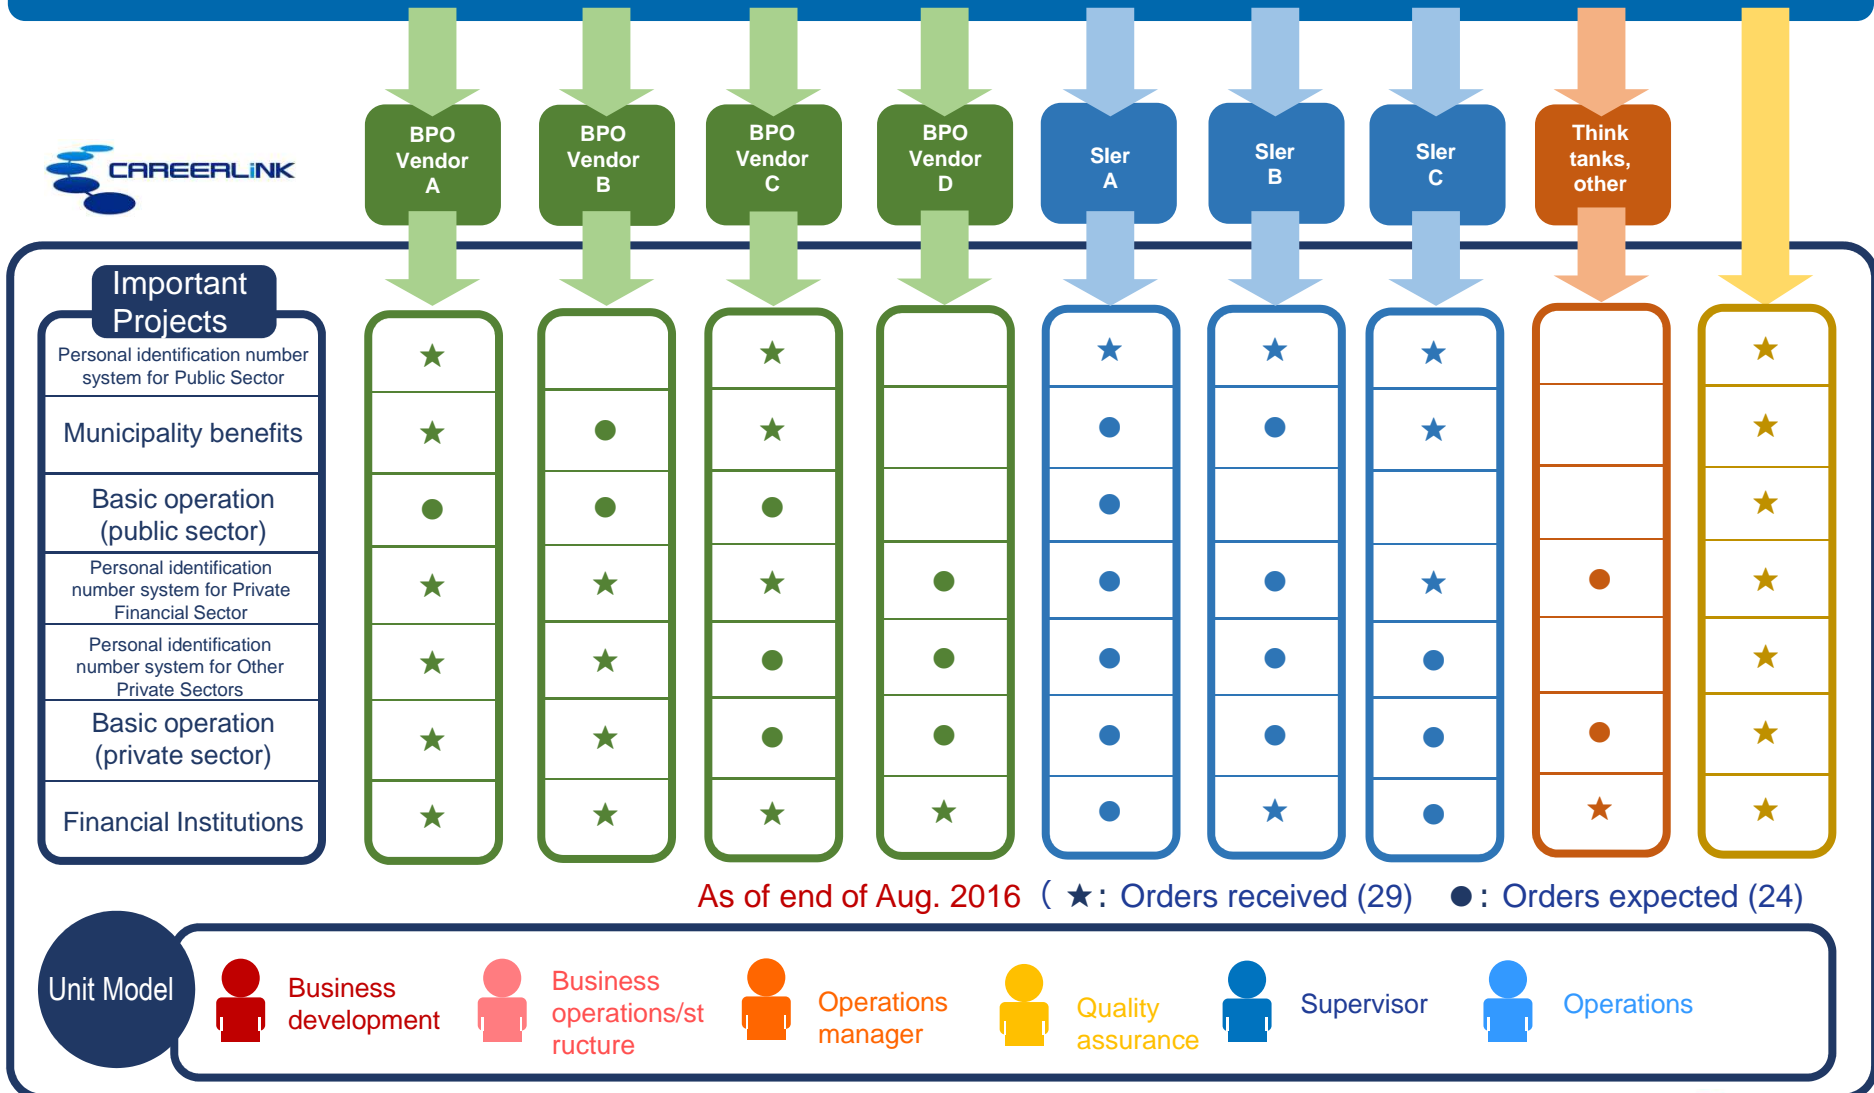 BPO
Vendor
A
BPO
Vendor
B
BPO
Vendor
C
BPO
Vendor
D
SIer
A
SIer
B
SIer
C
Think
tanks,
other
CAREERLiNK
Important
Projects
Personal identification number
system for Public Sector
Municipality benefits
Basic operation
(public sector)
Personal identification
number system for Private
Financial Sector
Personal identification
number system for Other
Private Sectors
Basic operation
(private sector)
Financial Institutions
As of end of Aug. 2016 ( ★: Orders received (29) ●: Orders expected (24)
Unit Model
Business
development
Business
operations/st
ructure
Operations
manager
Quality
assurance
Supervisor
Operations